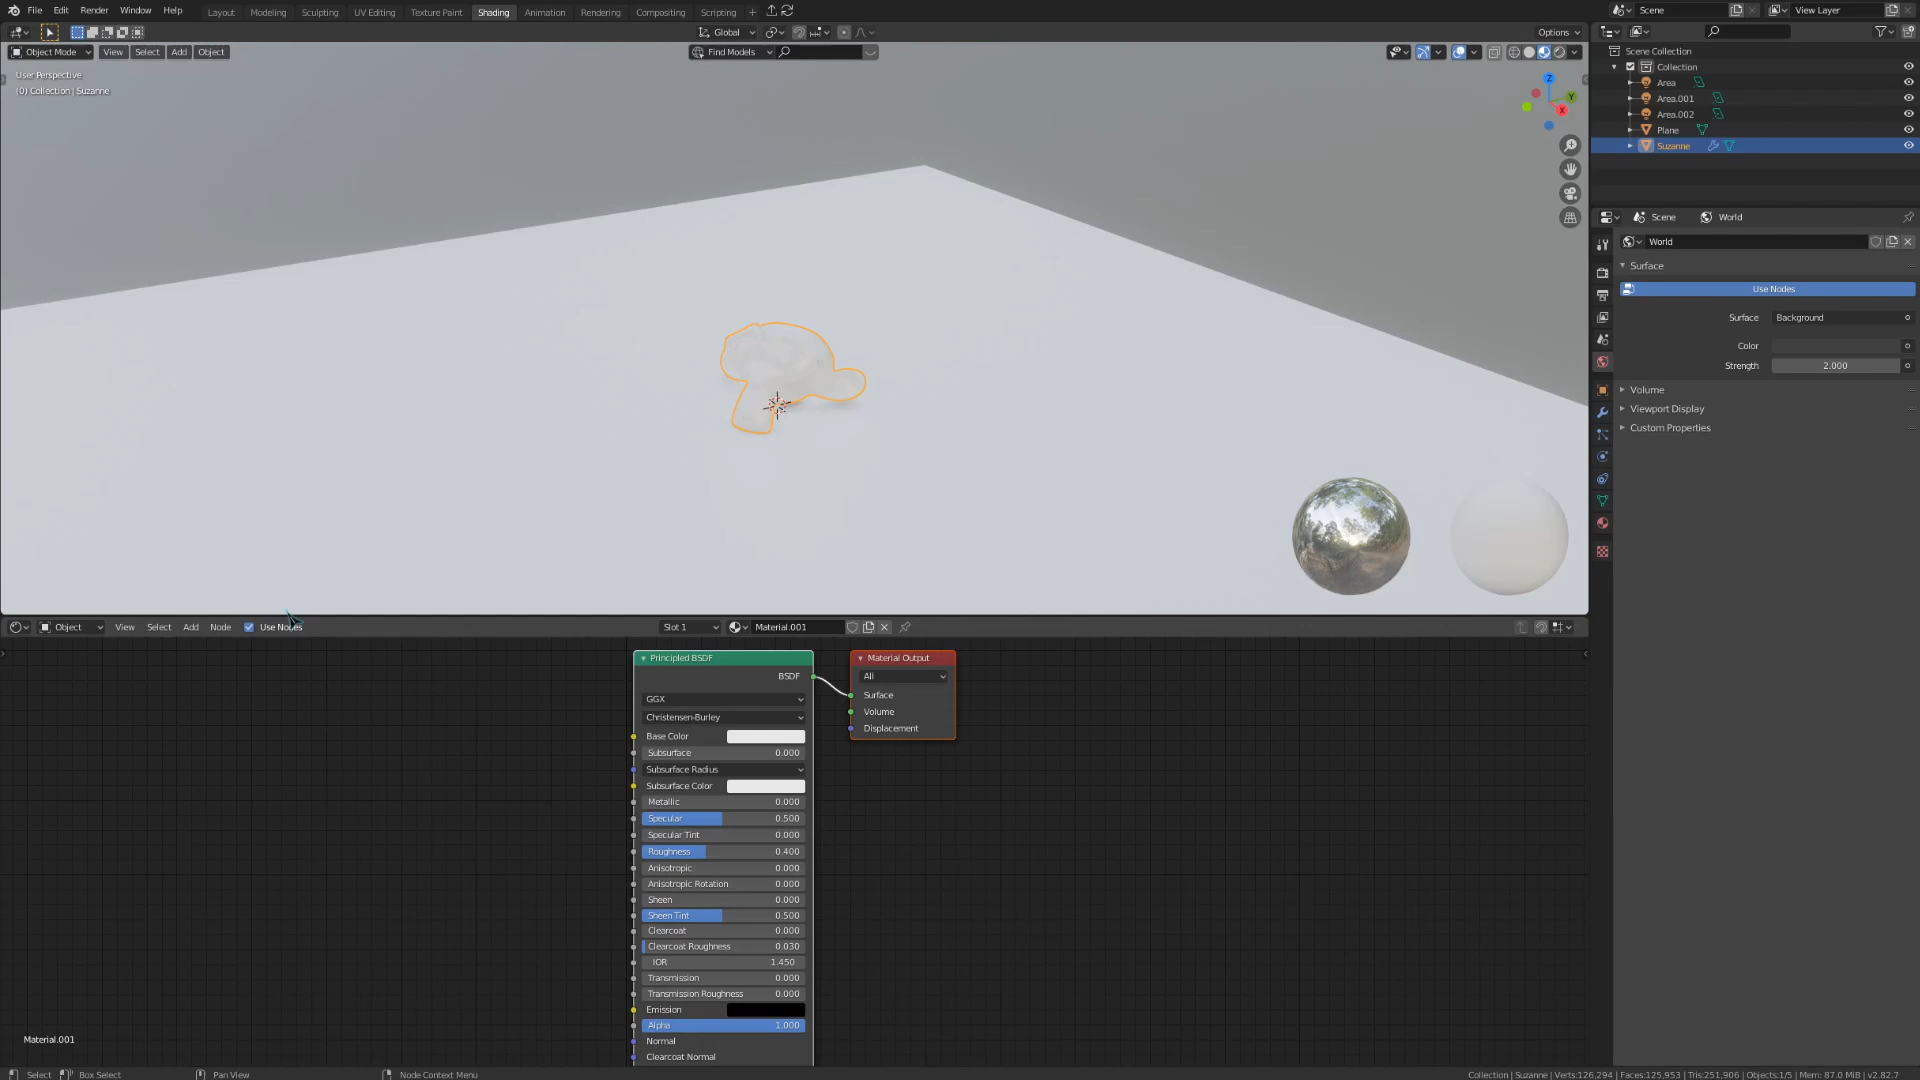 File Edit Render Window Help Layout Modeling Sculpting UV Editing Texture Paint Shading Animation Rendering Compositing Scripting + Scene View Layer
Global Options
Object Mode View Select Add Object Find Models
User Perspective
(0) Collection | Suzanne
Z
Y
X
Scene Collection
Collection
Area
Area.001
Area.002
Plane
Suzanne
Scene World
World
Surface
Use Nodes
Surface Background
Color
Strength 2.000
Volume
Viewport Display
Custom Properties
Object View Select Add Node Use Nodes Slot 1 Material.001
Principled BSDF
BSDF
GGX
Christensen-Burley
Base Color
Subsurface 0.000
Subsurface Radius
Subsurface Color
Metallic 0.000
Specular 0.500
Specular Tint 0.000
Roughness 0.400
Anisotropic 0.000
Anisotropic Rotation 0.000
Sheen 0.000
Sheen Tint 0.500
Clearcoat 0.000
Clearcoat Roughness 0.030
IOR 1.450
Transmission 0.000
Transmission Roughness 0.000
Emission
Alpha 1.000
Normal
Clearcoat Normal
Material Output
All
Surface
Volume
Displacement
Material.001
Select Box Select Pan View Node Context Menu Collection | Suzanne | Verts:126,294 | Faces:125,953 | Tris:251,906 | Objects:1/5 | Mem: 87.0 MiB | v2.82.7